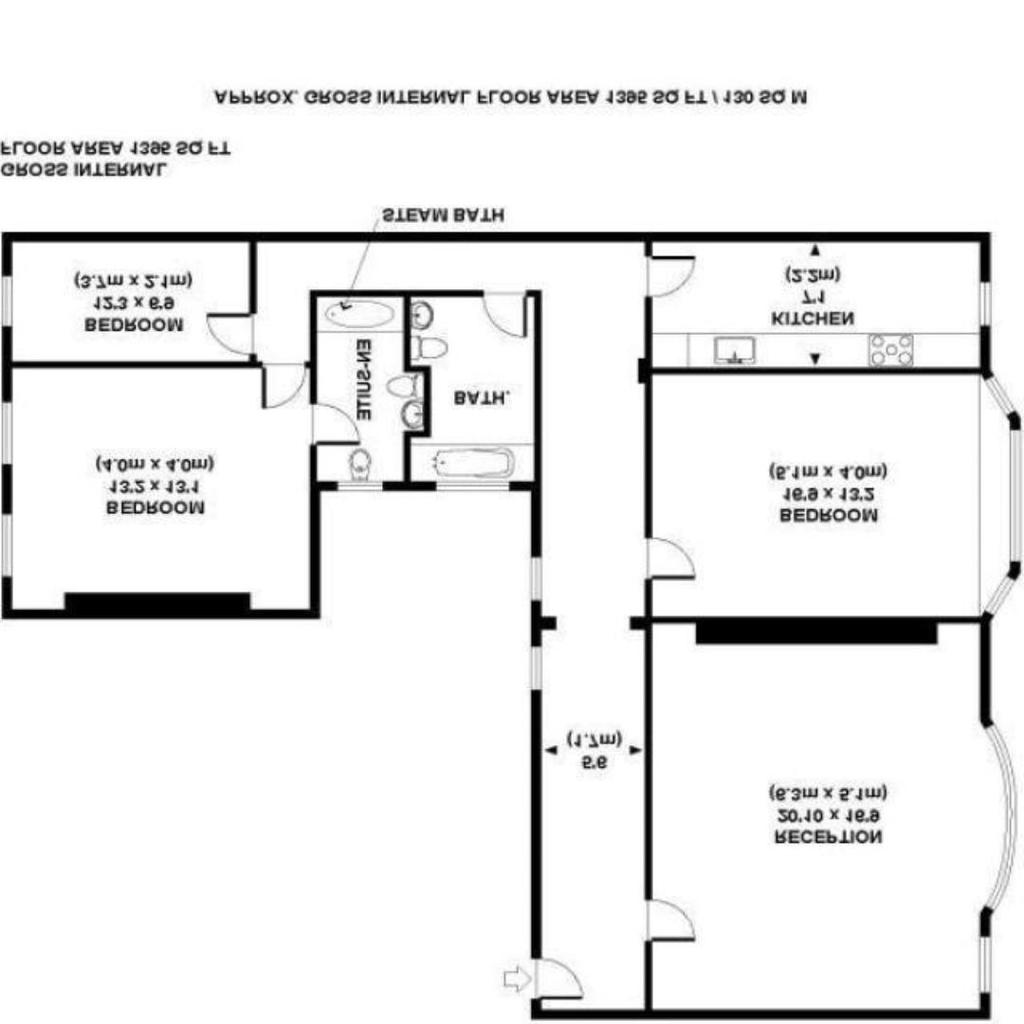 RECEPTION
20'10 x 16'9
(6.3m x 5.1m)
5'6
(1.7m)
BEDROOM
16'9 x 13'2
(5.1m x 4.0m)
BEDROOM
13'2 x 13'1
(4.0m x 4.0m)
EN-SUITE
BATH.
BEDROOM
12'3 x 6'9
(3.7m x 2.1m)
KITCHEN
7'1
(2.2m)
STEAM BATH
GROSS INTERNAL
FLOOR AREA 1395 SQ FT
APPROX. GROSS INTERNAL FLOOR AREA 1395 SQ FT / 130 SQ M